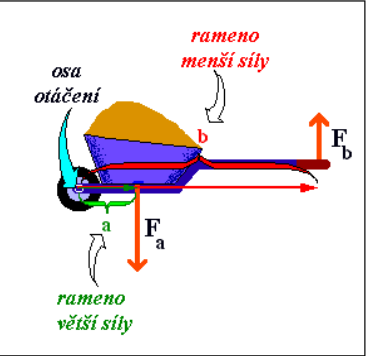 rameno
menší síly
osa
otáčení
b
F
b
a
F
a
rameno
větší síly